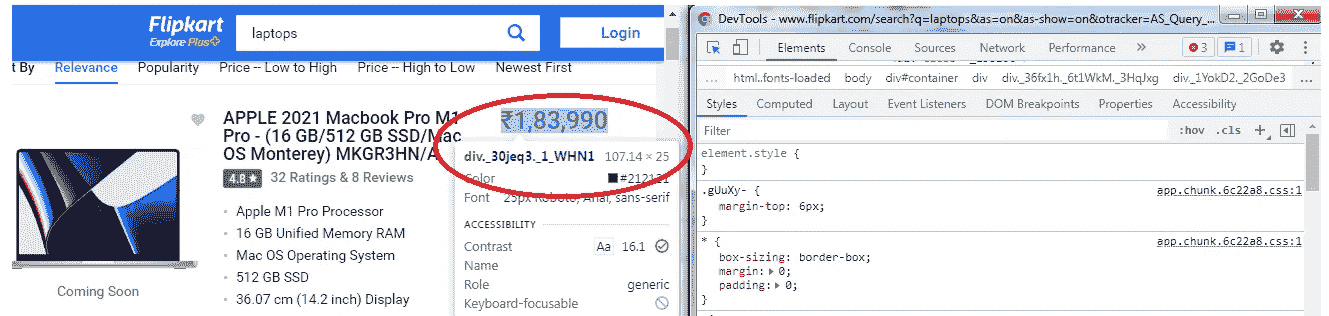 Flipkart
Explore Plus
laptops
Login
t By Relevance Popularity Price -- Low to High Price -- High to Low Newest First
APPLE 2021 Macbook Pro M1
Pro - (16 GB/512 GB SSD/Mac
OS Monterey) MKGR3HN/A
4.8★ 32 Ratings & 8 Reviews
Apple M1 Pro Processor
16 GB Unified Memory RAM
Mac OS Operating System
512 GB SSD
36.07 cm (14.2 inch) Display
Coming Soon
₹1,83,990
div._30jeq3._1_WHN1 107.14 × 25
Color #212121
Font 25px Roboto, Arial, sans-serif
ACCESSIBILITY
Contrast Aa 16.1
Name
Role generic
Keyboard-focusable
DevTools - www.flipkart.com/search?q=laptops&as=on&as-show=on&otracker=AS_Query_...
Elements Console Sources Network Performance » 3 1
... html..fonts-loaded body div#container div div._36fx1h._6t1WkM._3HqJxg div._1YokD2._2GoDe3 ...
Styles Computed Layout Event Listeners DOM Breakpoints Properties Accessibility
Filter :hov .cls +
element.style {
}
.gUuXy- { app.chunk.6c22a8.css:1
margin-top: 6px;
}
* { app.chunk.6c22a8.css:1
box-sizing: border-box;
margin: 0;
padding: 0;
}